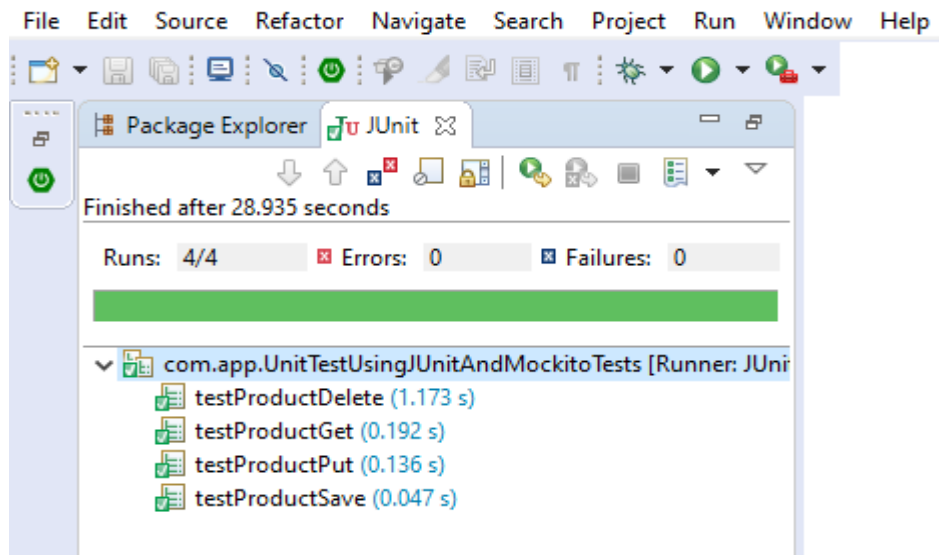 File Edit Source Refactor Navigate Search Project Run Window Help
Package Explorer JU JUnit
Finished after 28.935 seconds
Runs: 4/4 Errors: 0 Failures: 0
com.app.UnitTestUsingJUnitAndMockitoTests [Runner: JUni
testProductDelete (1.173 s)
testProductGet (0.192 s)
testProductPut (0.136 s)
testProductSave (0.047 s)